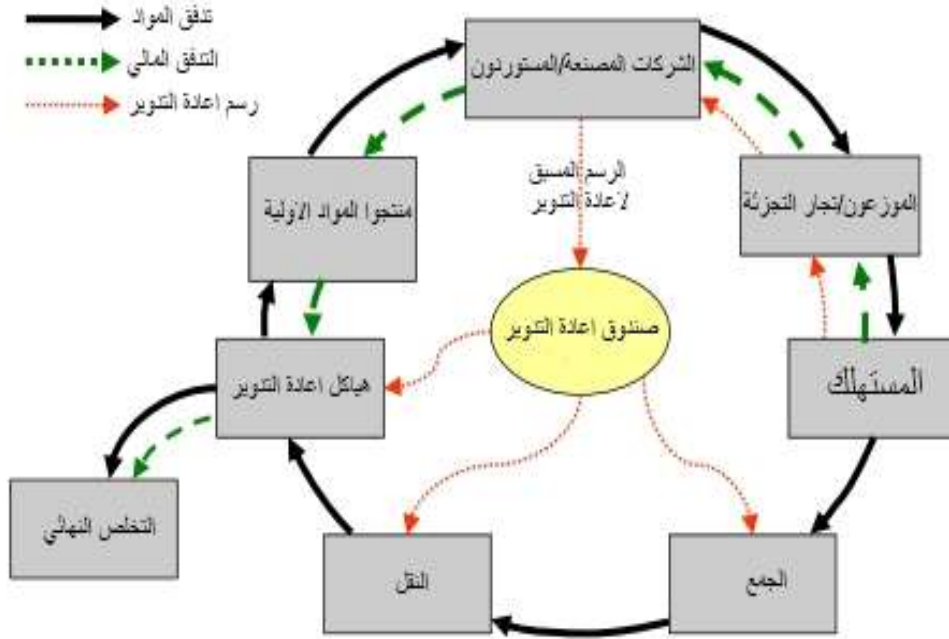 تدفق المواد
التدفق المالي
رسم اعادة التدوير
الشركات المصنعة/المستوردون
منتجوا المواد الاولية
الرسم المسبق
لاعادة التدوير
الموزعون/تجار التجزئة
صندوق اعادة التدوير
هياكل اعادة التدوير
المستهلك
التخلص النهائي
النقل
الجمع